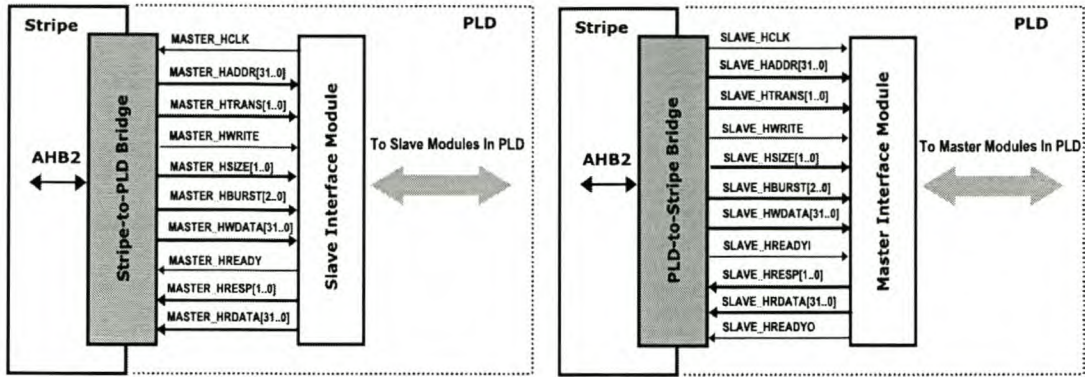 Stripe
PLD
Stripe-to-PLD Bridge
AHB2
MASTER_HCLK
MASTER_HADDR[31..0]
MASTER_HTRANS[1..0]
MASTER_HWRITE
MASTER_HSIZE[1..0]
MASTER_HBURST[2..0]
MASTER_HWDATA[31..0]
MASTER_HREADY
MASTER_HRESP[1..0]
MASTER_HRDATA[31..0]
Slave Interface Module
To Slave Modules In PLD
Stripe
PLD
PLD-to-Stripe Bridge
AHB2
SLAVE_HCLK
SLAVE_HADDR[31..0]
SLAVE_HTRANS[1..0]
SLAVE_HWRITE
SLAVE_HSIZE[1..0]
SLAVE_HBURST[2..0]
SLAVE_HWDATA[31..0]
SLAVE_HREADYI
SLAVE_HRESP[1..0]
SLAVE_HRDATA[31..0]
SLAVE_HREADYO
Master Interface Module
To Master Modules In PLD